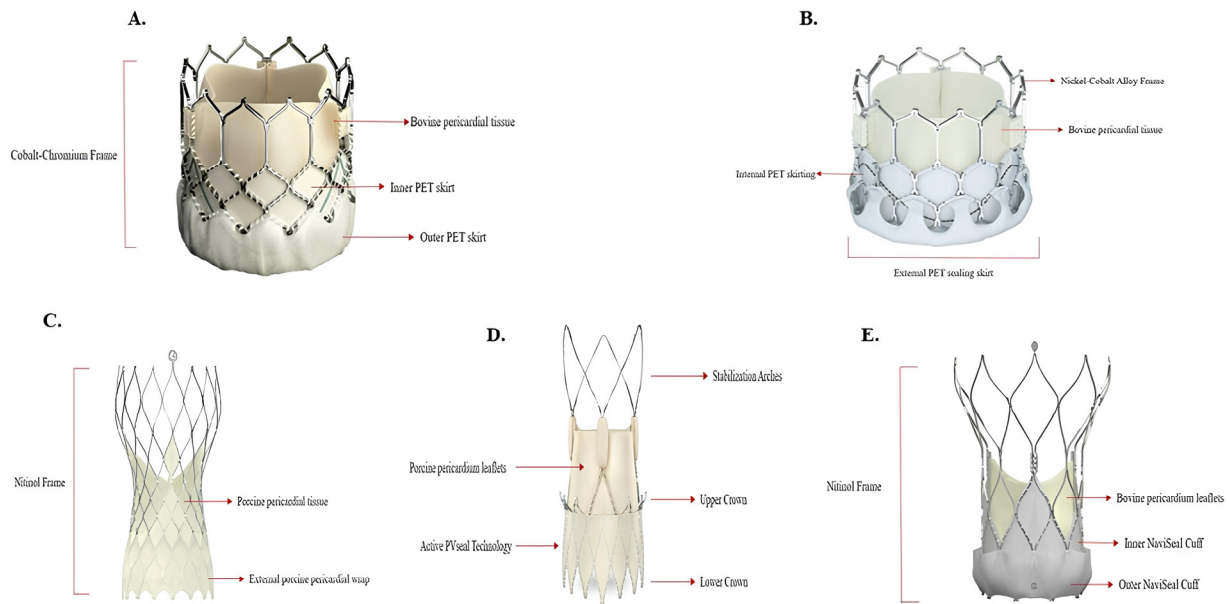 A.
Bovine pericardial tissue
Cobalt-Chromium Frame
Inner PET skirt
Outer PET skirt
B.
Nickel-Cobalt Alloy Frame
Bovine pericardial tissue
Internal PET skirting
External PET sealing skirt
C.
Nitinol Frame
Porcine pericardial tissue
External porcine pericardial wrap
D.
Stabilization Arches
Porcine pericardium leaflets
Upper Crown
Active PVseal Technology
Lower Crown
E.
Nitinol Frame
Bovine pericardium leaflets
Inner NaviSeal Cuff
Outer NaviSeal Cuff